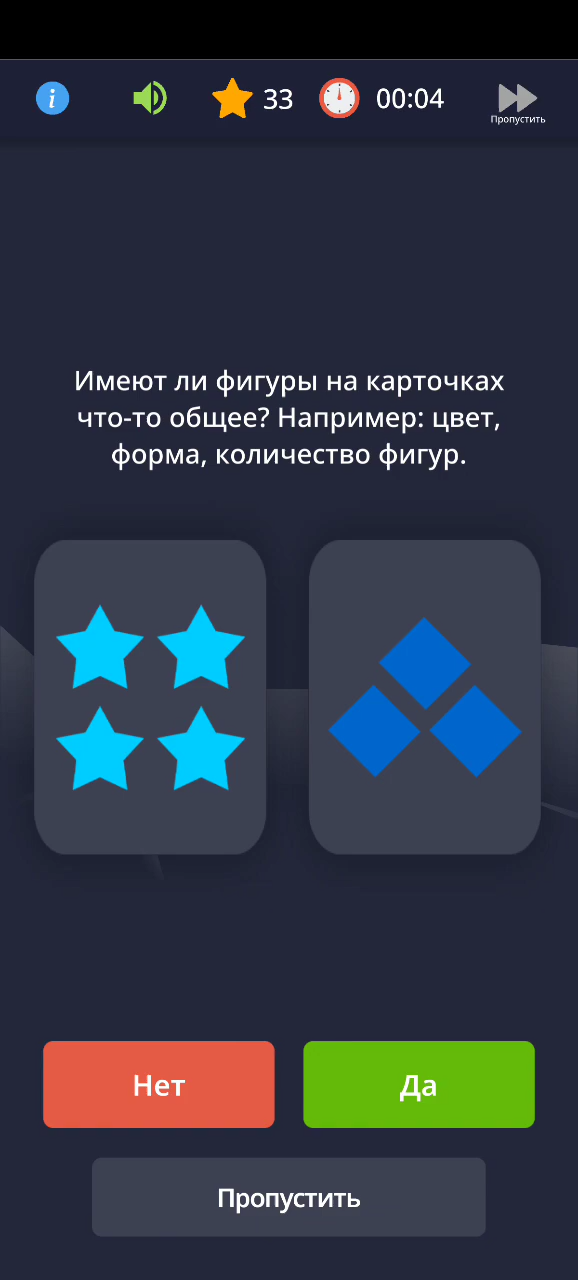 33
00:04
Пропустить
Имеют ли фигуры на карточках
что-то общее? Например: цвет,
форма, количество фигур.
Нет
Да
Пропустить